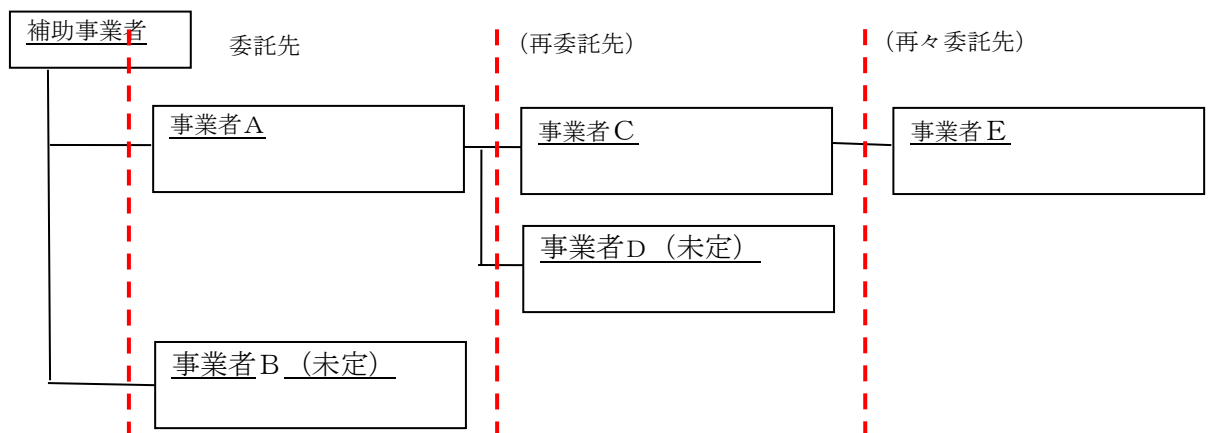 補助事業者
委託先
（再委託先）
（再々委託先）
事業者A
事業者C
事業者E
事業者D（未定）
事業者B（未定）